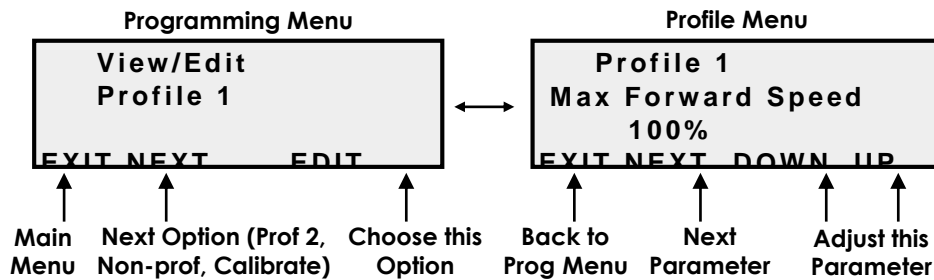 Programming Menu
View/Edit
Profile 1
EXIT NEXT EDIT
Main Menu
Next Option (Prof 2, Non-prof, Calibrate)
Choose this Option
Profile Menu
Profile 1
Max Forward Speed
100%
EXIT NEXT DOWN UP
Back to Prog Menu
Next Parameter
Adjust this Parameter